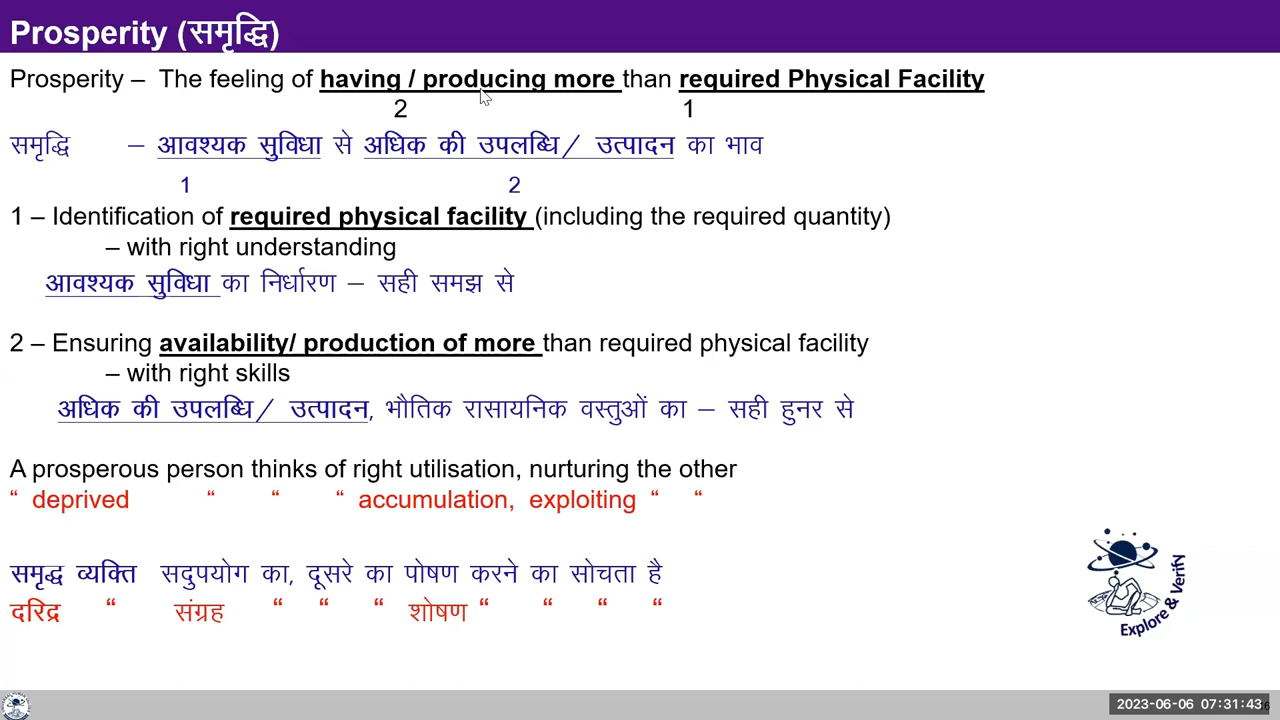 Prosperity (समृद्धि)
Prosperity – The feeling of having / producing more than required Physical Facility
2 1
समृद्धि – आवश्यक सुविधा से अधिक की उपलब्धि/ उत्पादन का भाव
1 2
1 – Identification of required physical facility (including the required quantity)
– with right understanding
आवश्यक सुविधा का निर्धारण – सही समझ से
2 – Ensuring availability/ production of more than required physical facility
– with right skills
अधिक की उपलब्धि/ उत्पादन, भौतिक रासायनिक वस्तुओं का – सही हुनर से
A prosperous person thinks of right utilisation, nurturing the other
“ deprived “ “ “ accumulation, exploiting “ “
समृद्ध व्यक्ति सदुपयोग का, दूसरे का पोषण करने का सोचता है
दरिद्र “ संग्रह “ “ “ शोषण “ “ “ “
Explore & Verify
2023-06-06 07:31:43